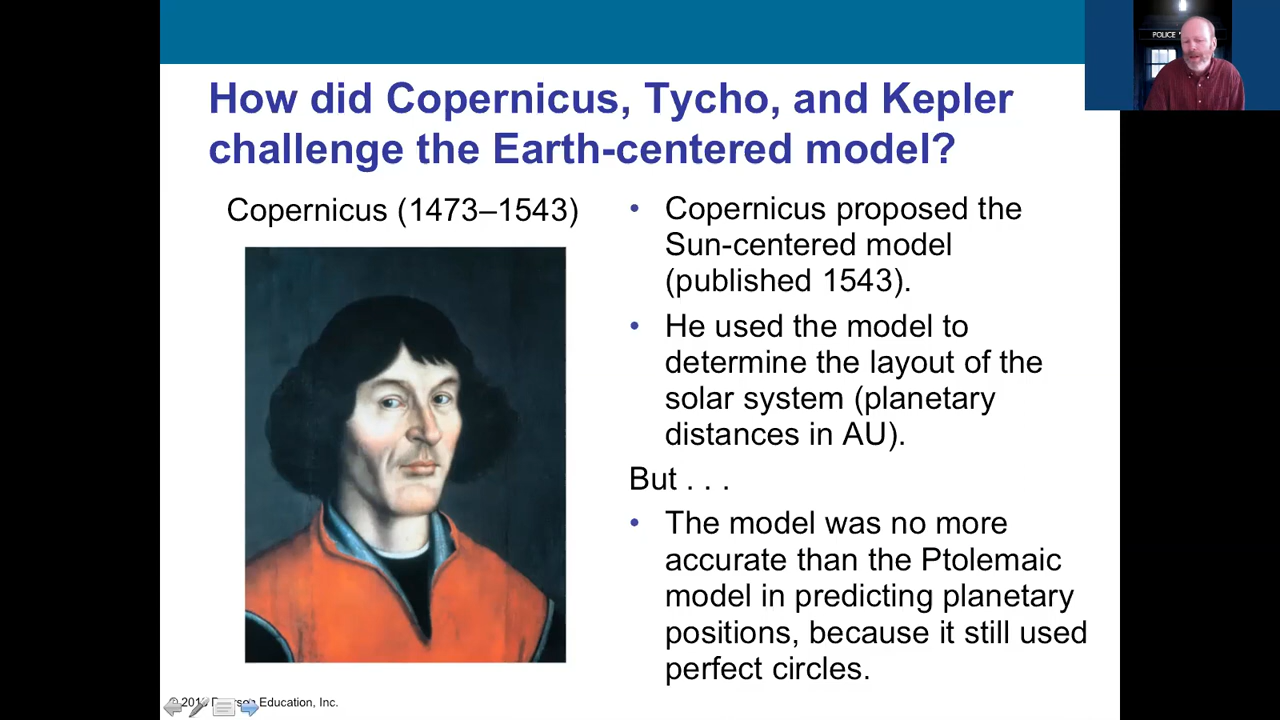 How did Copernicus, Tycho, and Kepler
challenge the Earth-centered model?
Copernicus (1473–1543)
• Copernicus proposed the
Sun-centered model
(published 1543).
• He used the model to
determine the layout of the
solar system (planetary
distances in AU).
But . . .
• The model was no more
accurate than the Ptolemaic
model in predicting planetary
positions, because it still used
perfect circles.
Education, Inc.
POLICE